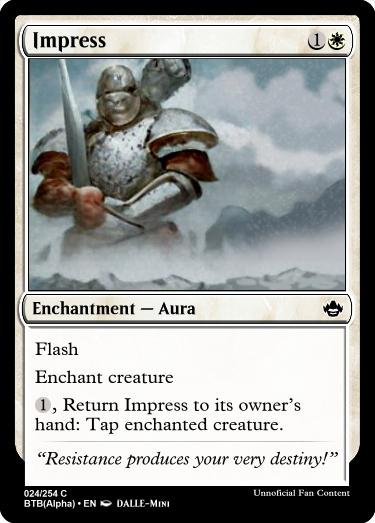 Impress 1
Enchantment — Aura
Flash
Enchant creature
1, Return Impress to its owner's
hand: Tap enchanted creature.
“Resistance produces your very destiny!”
024/254 C
BTB(Alpha) • EN DALLE-MINI
Unofficial Fan Content